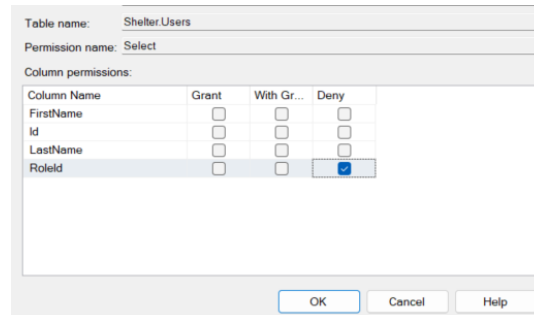 Table name: Shelter.Users
Permission name: Select
Column permissions:
Column Name Grant With Gr... Deny
FirstName
Id
LastName
RoleId
OK Cancel Help